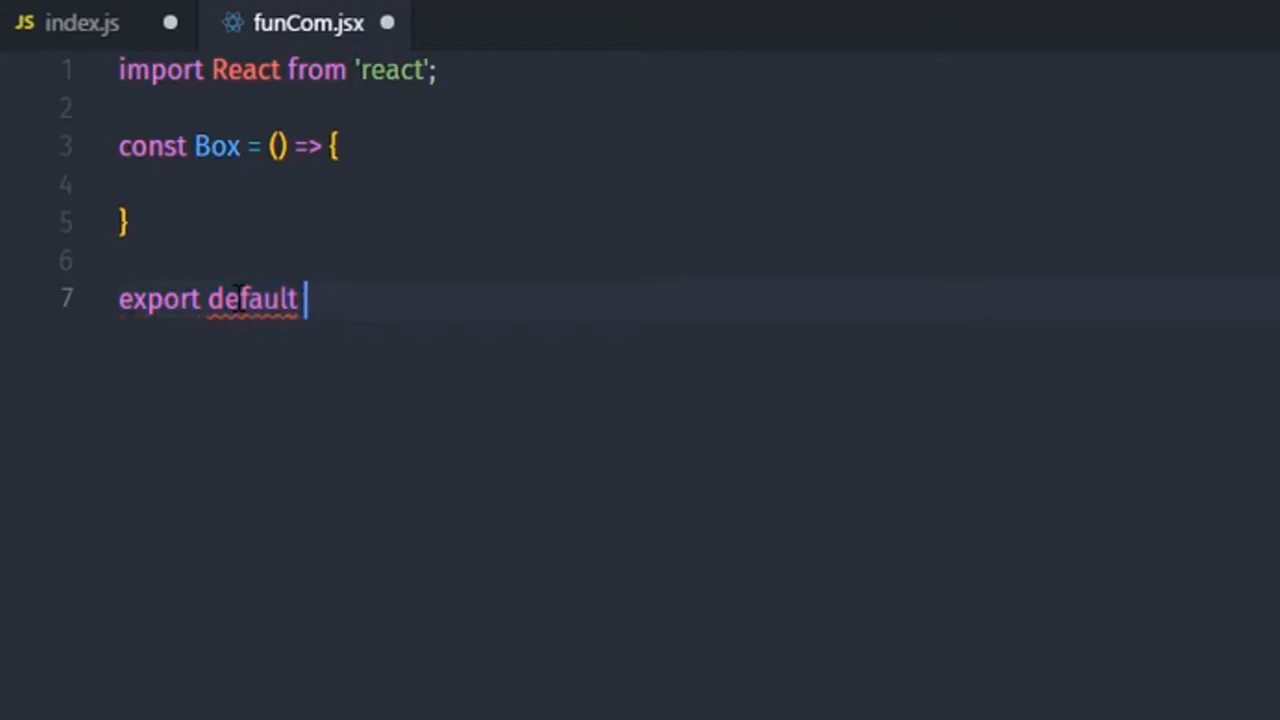 JS index.js funCom.jsx
1 import React from 'react';
2
3 const Box = () => {
4
5 }
6
7 export default